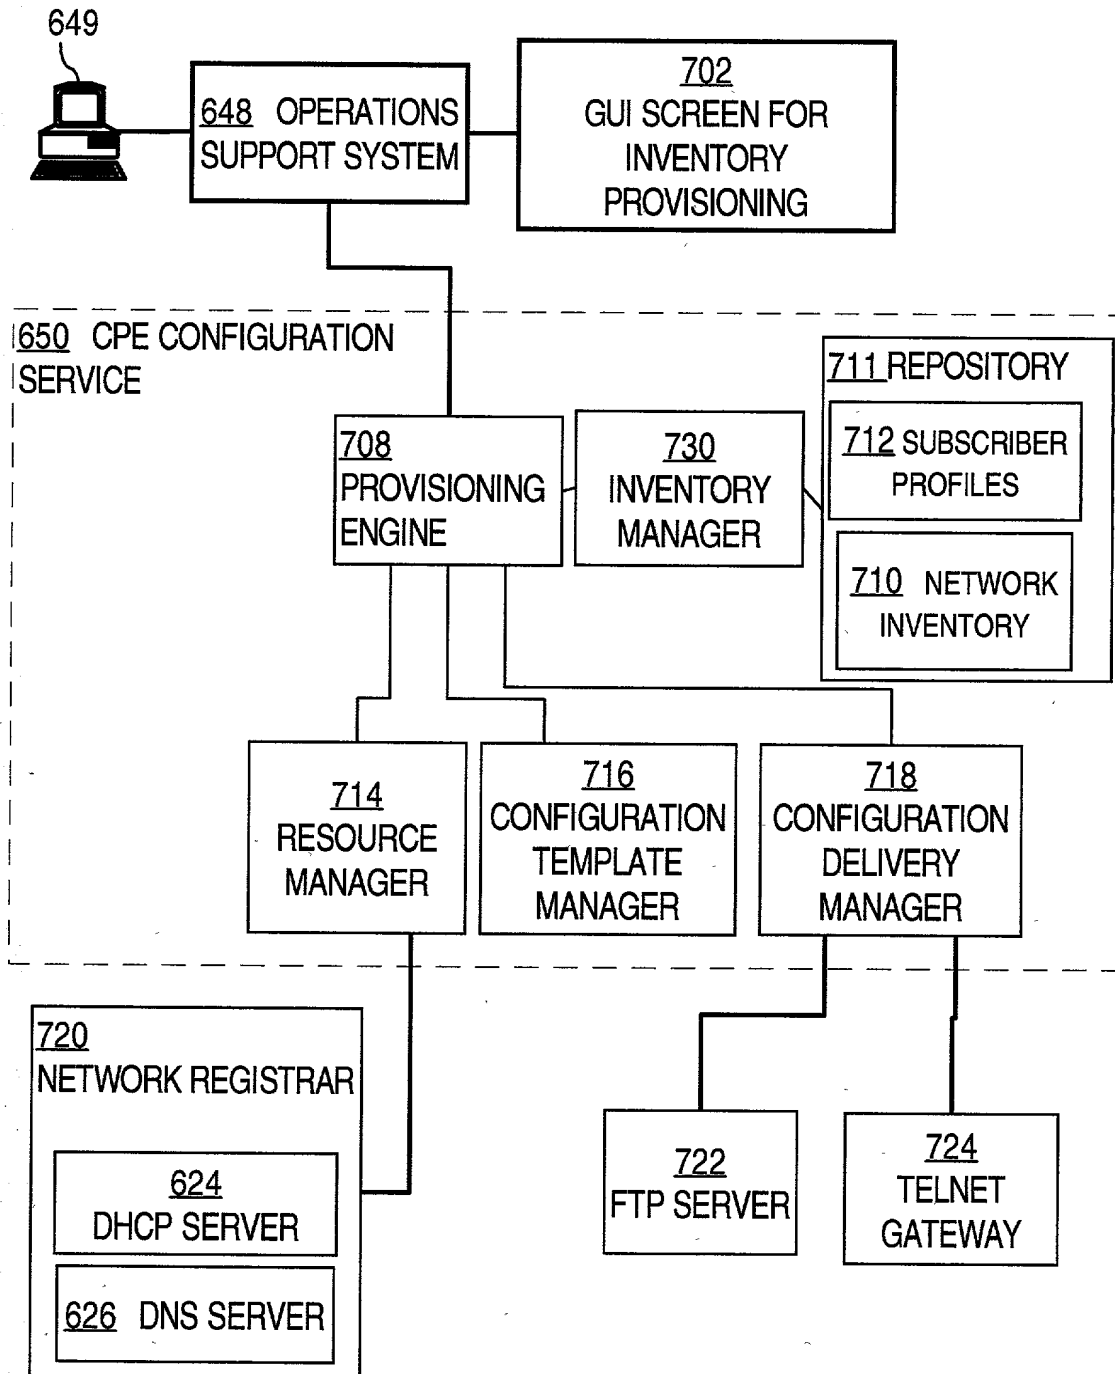 649
648 OPERATIONS
SUPPORT SYSTEM
702
GUI SCREEN FOR
INVENTORY
PROVISIONING
650 CPE CONFIGURATION
SERVICE
711 REPOSITORY
712 SUBSCRIBER
PROFILES
710 NETWORK
INVENTORY
708
PROVISIONING
ENGINE
730
INVENTORY
MANAGER
714
RESOURCE
MANAGER
716
CONFIGURATION
TEMPLATE
MANAGER
718
CONFIGURATION
DELIVERY
MANAGER
720
NETWORK REGISTRAR
624
DHCP SERVER
626 DNS SERVER
722
FTP SERVER
724
TELNET
GATEWAY